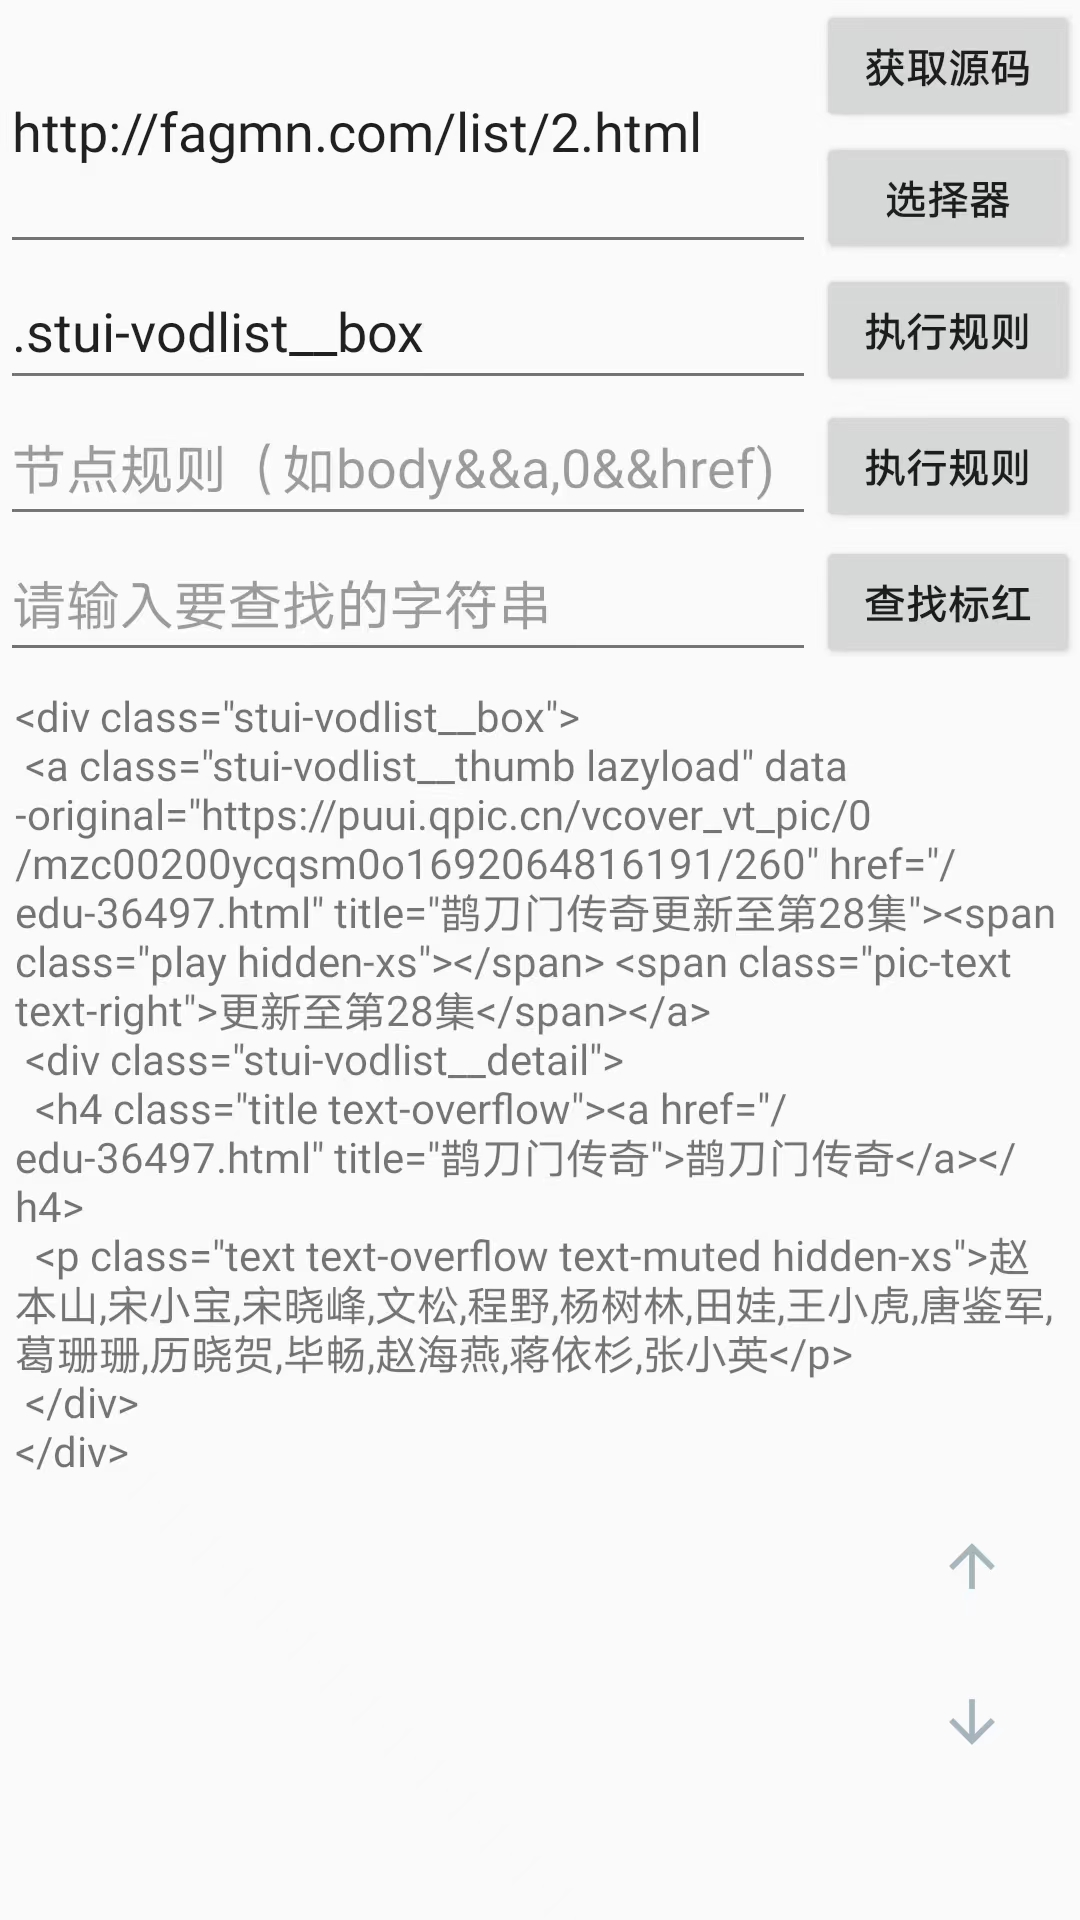 获取源码
http://fagmn.com/list/2.html
选择器
.stui-vodlist__box
执行规则
节点规则（如body&&a,0&&href)
执行规则
请输入要查找的字符串
查找标红
<div class="stui-vodlist__box">
<a class="stui-vodlist__thumb lazyload" data
-original="https://puui.qpic.cn/vcover_vt_pic/0
/mzc00200ycqsm0o1692064816191/260" href="/
edu-36497.html" title="鹊刀门传奇更新至第28集"><span
class="play hidden-xs"></span> <span class="pic-text
text-right">更新至第28集</span></a>
<div class="stui-vodlist__detail">
<h4 class="title text-overflow"><a href="/
edu-36497.html" title="鹊刀门传奇">鹊刀门传奇</a></
h4>
<p class="text text-overflow text-muted hidden-xs">赵
本山,宋小宝,宋晓峰,文松,程野,杨树林,田娃,王小虎,唐鉴军,
葛珊珊,历晓贺,毕畅,赵海燕,蒋依杉,张小英</p>
</div>
</div>